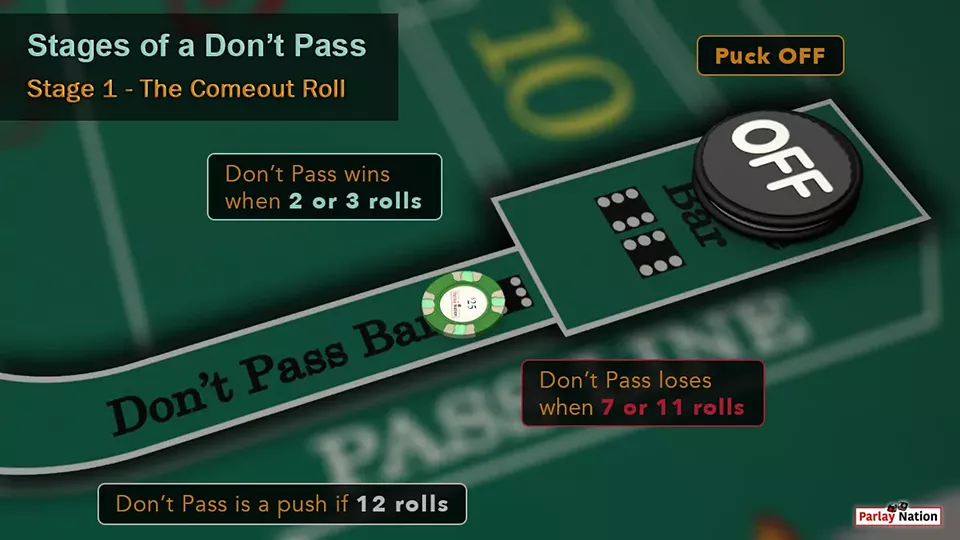 Stages of a Don't Pass
Stage 1 - The Comeout Roll
Puck OFF
10
OFF
Don't Pass wins
when 2 or 3 rolls
Bar
$25
Don't Pass Bar
PASS LINE
Don't Pass loses
when 7 or 11 rolls
Don't Pass is a push if 12 rolls
Parlay Nation